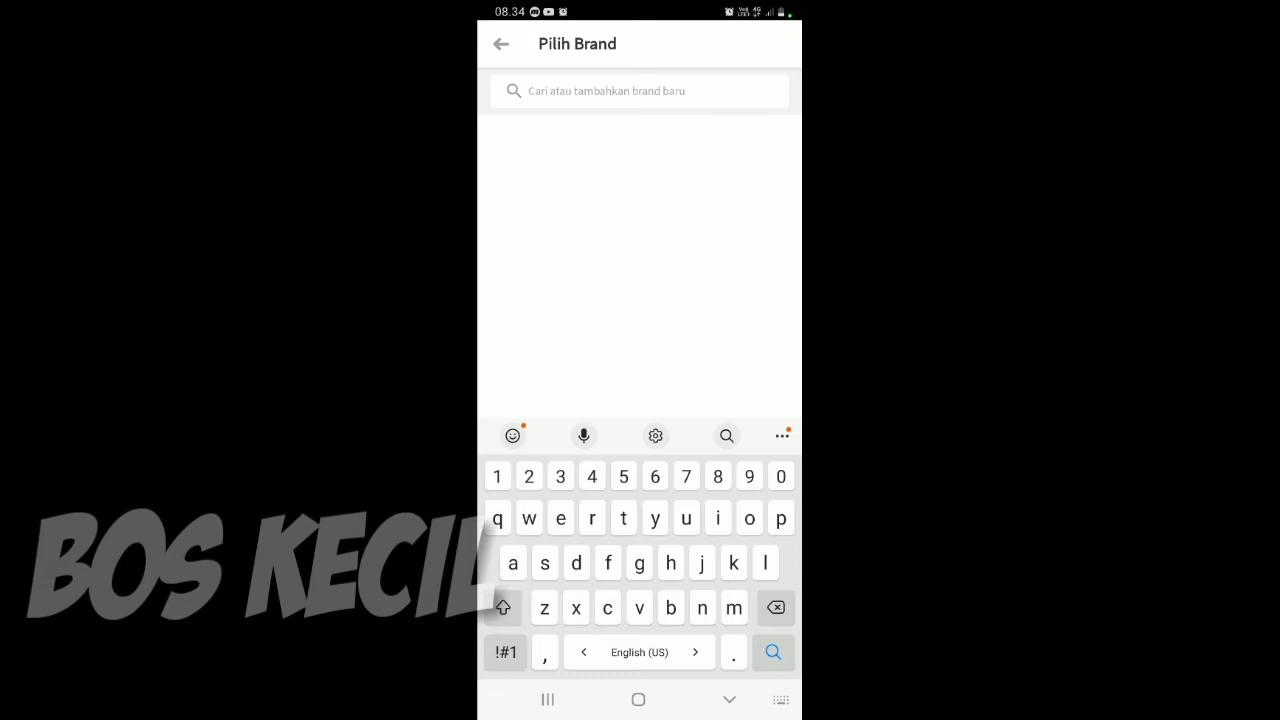 08.34
Pilih Brand
Cari atau tambahkan brand baru
1 2 3 4 5 6 7 8 9 0
q w e r t y u i o p
a s d f g h j k l
z x c v b n m
!#1 , < English (US) > .
BOS KECIL